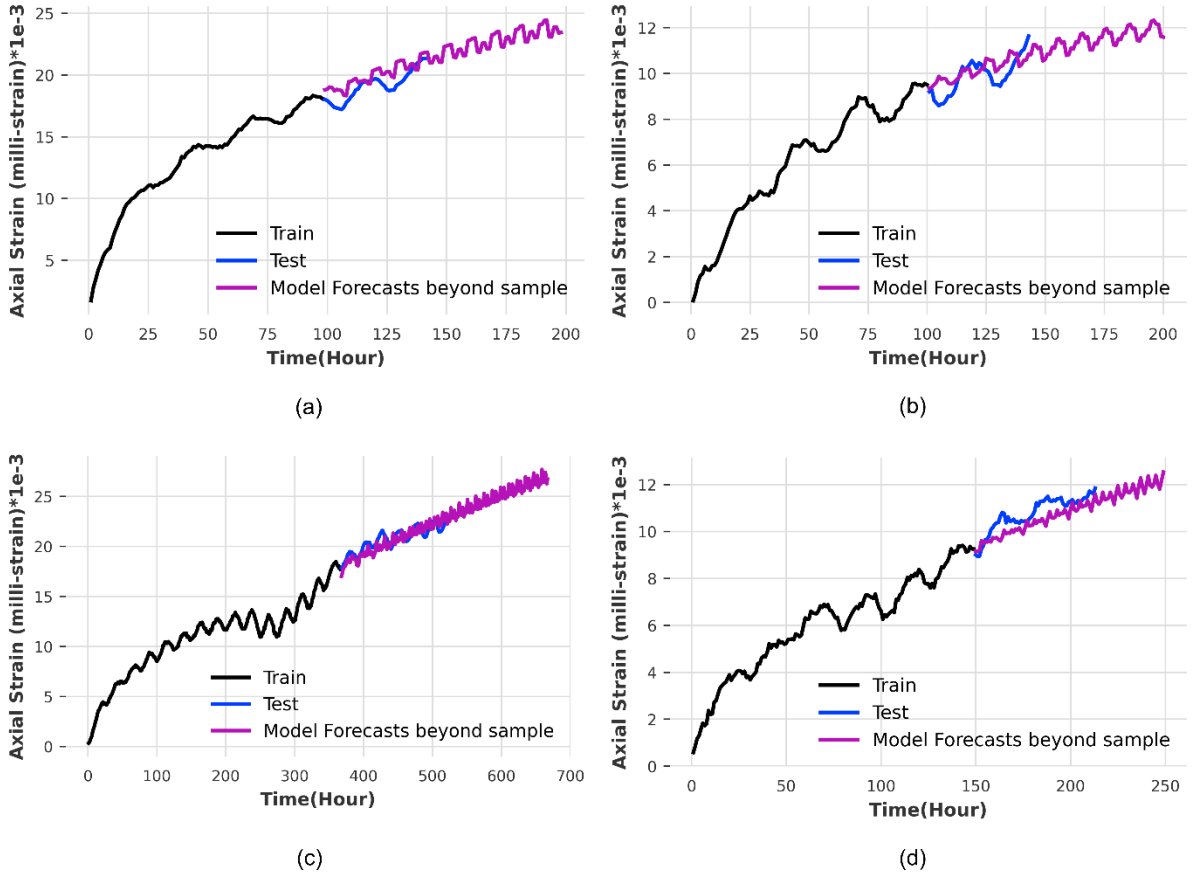 Axial Strain (milli-strain)*1e-3
25
20
15
10
5
Train
Test
Model Forecasts beyond sample
0 25 50 75 100 125 150 175 200
Time(Hour)
(a)
Axial Strain (milli-strain)*1e-3
12
10
8
6
4
2
0
Train
Test
Model Forecasts beyond sample
0 25 50 75 100 125 150 175 200
Time(Hour)
(b)
Axial Strain (milli-strain)*1e-3
25
20
15
10
5
0
Train
Test
Model Forecasts beyond sample
0 100 200 300 400 500 600 700
Time(Hour)
(c)
Axial Strain (milli-strain)*1e-3
12
10
8
6
4
2
0
Train
Test
Model Forecasts beyond sample
0 50 100 150 200 250
Time(Hour)
(d)